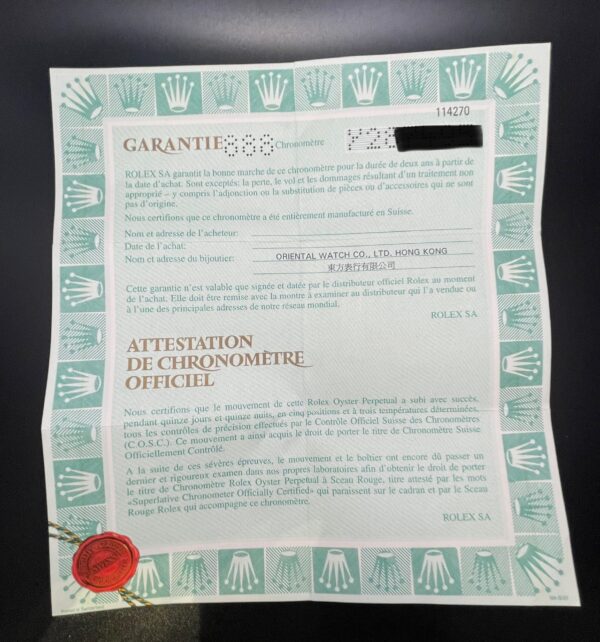 114270
GARANTIE 888 Chronomètre Y28
ROLEX SA garantit la bonne marche de ce chronomètre pour la durée de deux ans à partir de
la date d'achat. Sont exceptés: la perte, le vol et les dommages résultant d'un traitement non
approprié – y compris l'adjonction ou la substitution de pièces ou d'accessoires qui ne sont
pas d'origine.
Nous certifions que ce chronomètre a été entièrement manufacturé en Suisse.
Nom et adresse de l'acheteur:
Date de l'achat:
Nom et adresse du bijoutier: ORIENTAL WATCH CO., LTD. HONG KONG
東方表行有限公司
Cette garantie n'est valable que signée et datée par le distributeur officiel Rolex au moment
de l'achat. Elle doit être remise avec la montre à examiner au distributeur qui l'a vendue ou
à l'une des principales adresses de notre réseau mondial.
ROLEX SA
ATTESTATION
DE CHRONOMÈTRE
OFFICIEL
Nous certifions que le mouvement de cette Rolex Oyster Perpetual a subi avec succès,
pendant quinze jours et quinze nuits, en cinq positions et à trois températures déterminées,
tous les contrôles de précision effectués par le Contrôle Officiel Suisse des Chronomètres
(C.O.S.C.). Ce mouvement a ainsi acquis le droit de porter le titre de Chronomètre Suisse
Officiellement Contrôlé.
A la suite de ces sévères épreuves, le mouvement et le boîtier ont encore dû passer un
dernier et rigoureux examen dans nos propres laboratoires afin d'obtenir le droit de porter
le titre de Chronomètre Rolex Oyster Perpetual à Sceau Rouge, titre attesté par les mots
«Superlative Chronometer Officially Certified» qui paraissent sur le cadran et par le Sceau
Rouge Rolex qui accompagne ce chronomètre.
ROLEX SA